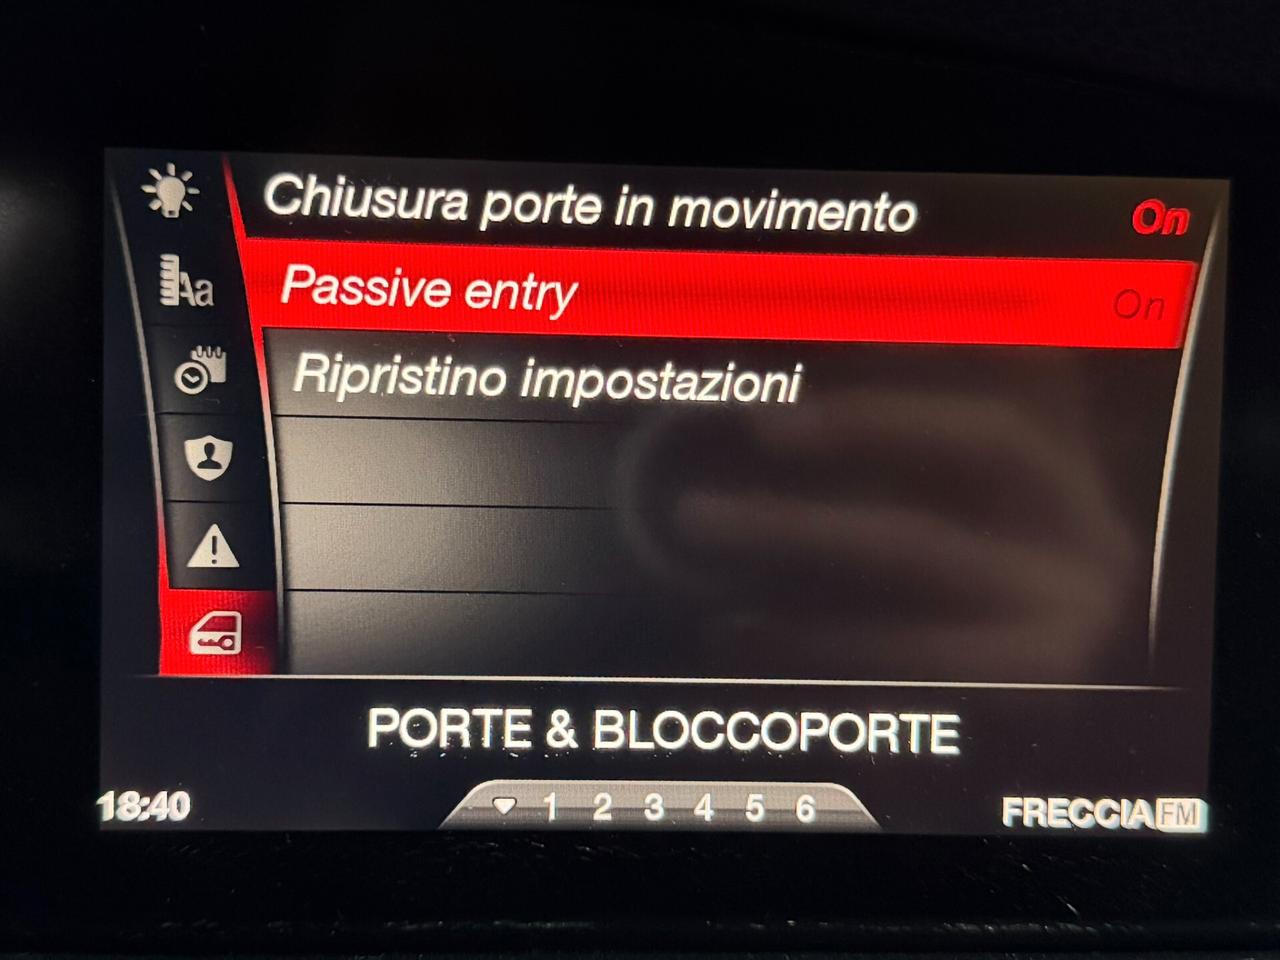 Chiusura porte in movimento On
Passive entry On
Aa
Ripristino impostazioni
PORTE & BLOCCOPORTE
18:40 1 2 3 4 5 6 FRECCIA FM